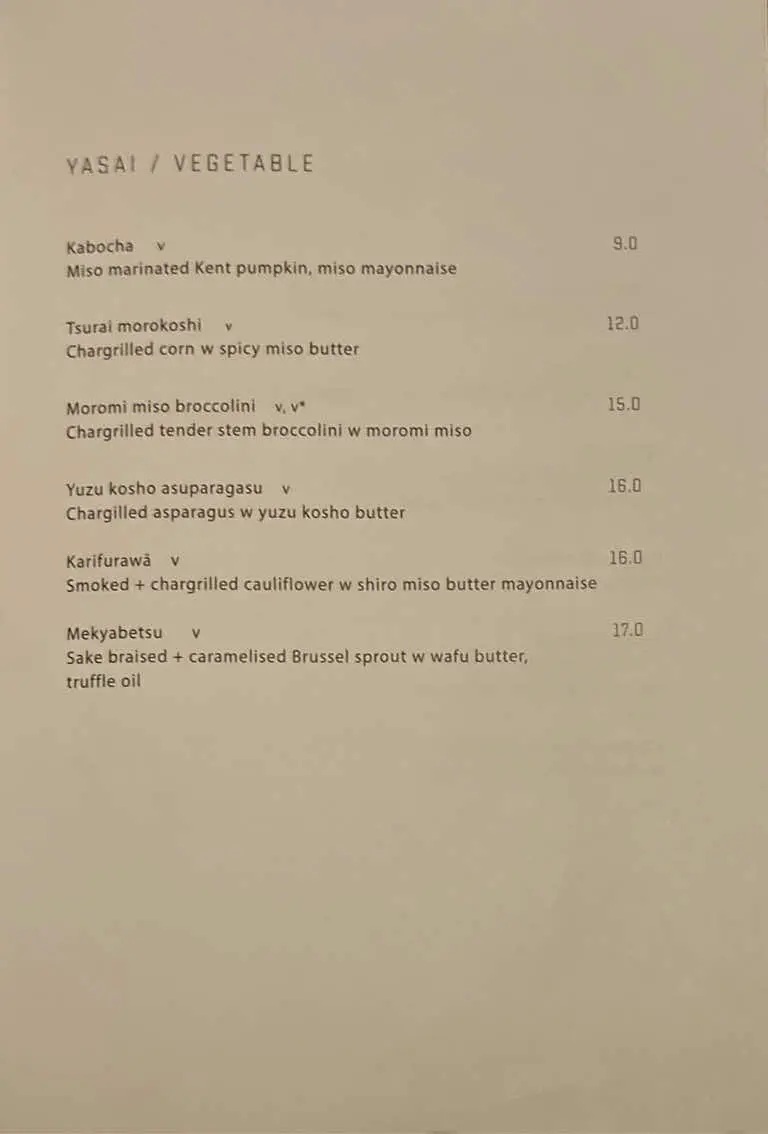 YASAI / VEGETABLE
Kabocha v 9.0
Miso marinated Kent pumpkin, miso mayonnaise
Tsurai morokoshi v 12.0
Chargrilled corn w spicy miso butter
Moromi miso broccolini v, v* 15.0
Chargrilled tender stem broccolini w moromi miso
Yuzu kosho asuparagasu v 16.0
Chargilled asparagus w yuzu kosho butter
Karifurawā v 16.0
Smoked + chargrilled cauliflower w shiro miso butter mayonnaise
Mekyabetsu v 17.0
Sake braised + caramelised Brussel sprout w wafu butter,
truffle oil